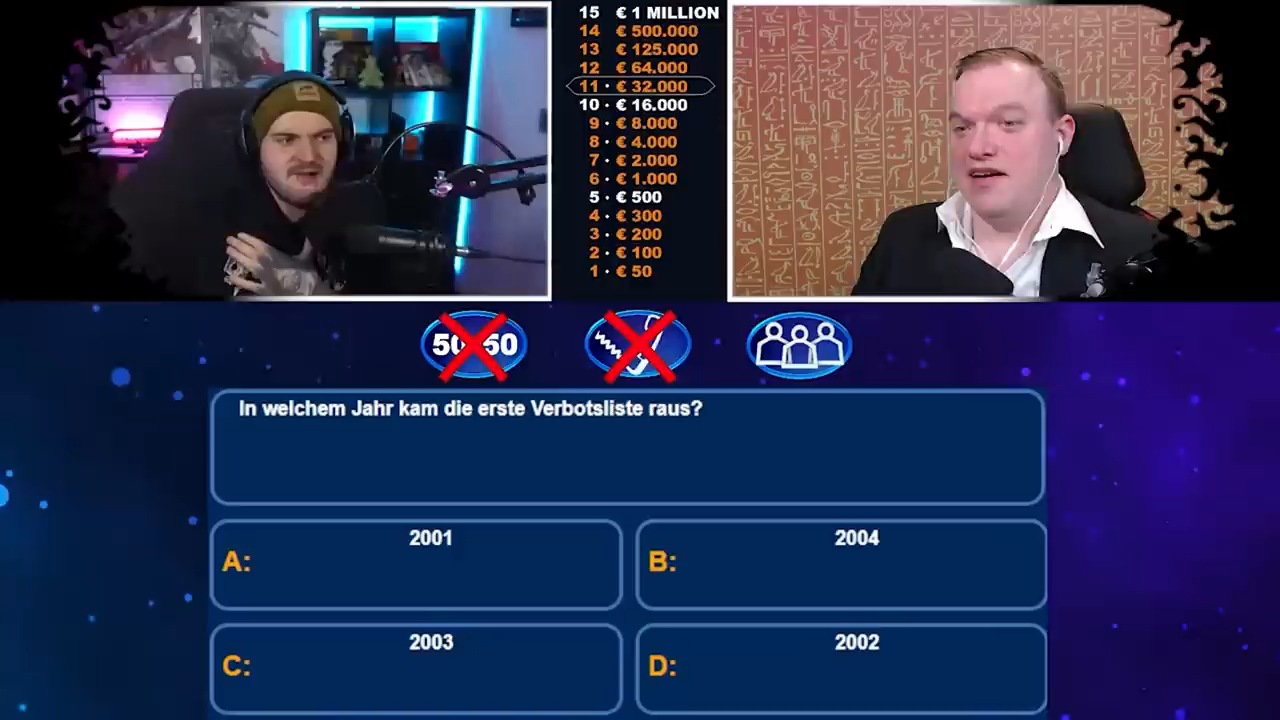 15 € 1 MILLION
14 € 500.000
13 € 125.000
12 € 64.000
11 · € 32.000
10 · € 16.000
9 · € 8.000
8 · € 4.000
7 · € 2.000
6 · € 1.000
5 · € 500
4 · € 300
3 · € 200
2 · € 100
1 · € 50
50 50
In welchem Jahr kam die erste Verbotsliste raus?
A: 2001
B: 2004
C: 2003
D: 2002